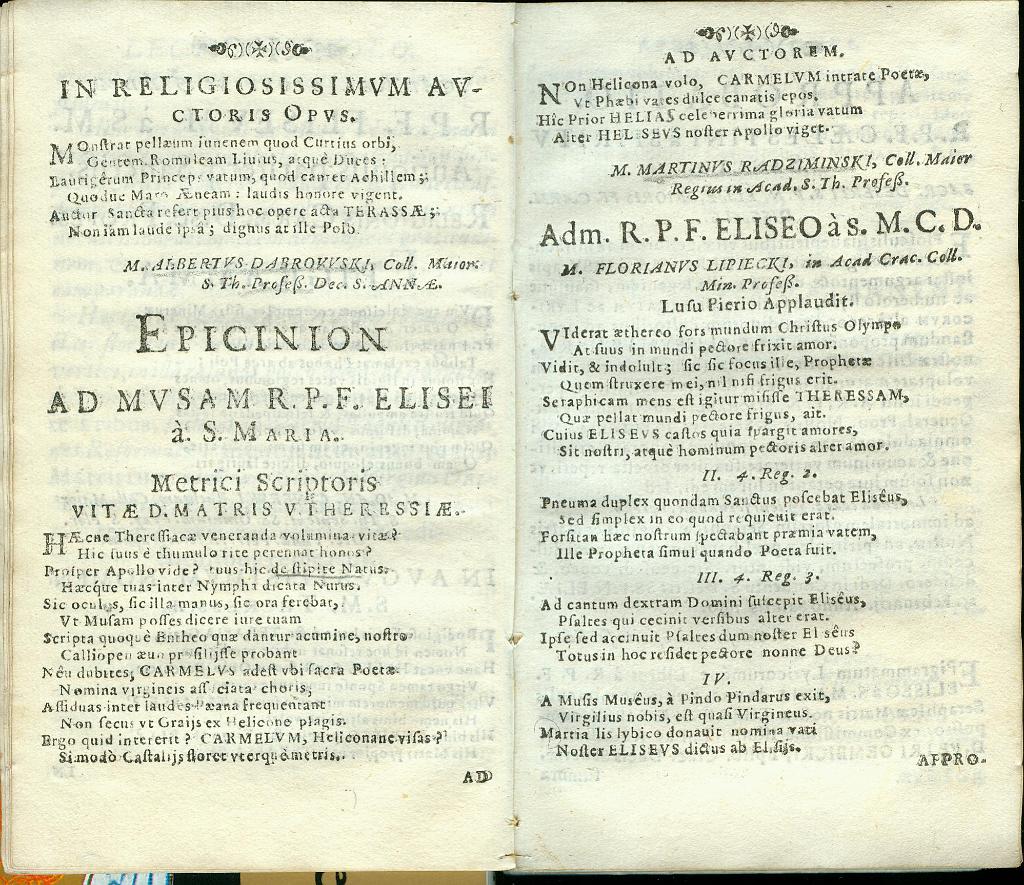 IN RELIGIOSISSIMVM AV-
CTORIS OPVS.
MOnſtrat pellæum iuuenem quod Curtius orbi,
Gentem Romuleam Liuius, atquè Duces:
Laurigerum Princeps vatum, quod canret Achillem;
Quodue Maro Æneam: laudis honore vigent.
Auctor Sancta refert pius hoc opere acta TERASSÆ;
Non iam laude ipsâ; dignus at ille Polo.
M. ALBERTVS DABROVVSKI, Coll. Maior.
S. Th. Profeß. Dec. S. ANNÆ.
EPICINION
AD MVSAM R. P. F. ELISEI
à. S. MARIA.
Metrici Scriptoris
VITÆ D. MATRIS V. THERESSIÆ.
HÆcne Thereſſiacæ veneranda volumina vitæ?
Hic ſuus è thumulo rite perennat honos?
Proſper Apollo vide? tuus hic de ſtipite Natus.
Hæcque tuas inter Nympha dicata Nurus.
Sic oculos, ſic illa manus, ſic ora ferebat,
Vt Muſam poſſes dicere iure tuam
Scripta quoquè Entheo quæ dantur acumine, noſtro
Calliopen æuo proſilijſſe probant
Nêu dubites, CARMELVS adeſt vbi ſacra Poetæ
Nomina virgineis aſſociata choris,
Aſſiduas inter laudes Pæana frequentant
Non ſecus vt Graijs ex Helicone plagis.
Ergo quid intererit? CARMELVM, Heliconane viſas?
Si modò Caſtalijs floret vterquè metris.
AD
AD AVCTOREM.
NOn Helicona volo, CARMELVM intrate Poetæ,
Vt Phæbi vates dulce canatis epos.
Hic Prior HELIAS celeberrima gloria vatum
Alter HELISEVS noſter Apollo viget.
M. MARTINVS RADZIMINSKI, Coll. Maior
Regius in Acad. S. Th. Profeß.
Adm. R. P. F. ELISEO à s. M. C. D.
M. FLORIANVS LIPIECKI, in Acad Crac. Coll.
Min. Profeß.
Luſu Pierio Applaudit.
VIderat æthereo fors mundum Chriſtus Olympo
At ſuus in mundi pectore frixit amor.
Vidit, & indoluit; ſic ſic focus ille, Prophetæ
Quem ſtruxere mei, nil niſi frigus erit.
Seraphicam mens eſt igitur miſiſſe THERESSAM,
Quæ pellat mundi pectore frigus, ait.
Cuius ELISEVS caſtos quia ſpargit amores,
Sit noſtri, atquè hominum pectoris alter amor.
II. 4. Reg. 2.
Pneuma duplex quondam Sanctus poſcebat Eliſêus,
Sed ſimplex in eo quod requieuit erat.
Forſitan hæc noſtrum ſpectabant præmia vatem,
Ille Propheta ſimul quando Poeta fuit.
III. 4. Reg. 3.
Ad cantum dextram Domini ſuſcepit Eliſêus,
Pſaltes qui cecinit verſibus alter erat.
Ipſe ſed accinuit Pſaltes dum noſter Eliſêus
Totus in hoc reſidet pectore nonne Deus?
IV.
A Muſis Muſêus, à Pindo Pindarus exit,
Virgilius nobis, eſt quaſi Virgineus.
Martia lis lybico donauit nomina vati
Noſter ELISEVS dictus ab Eliſijs.
APPRO-